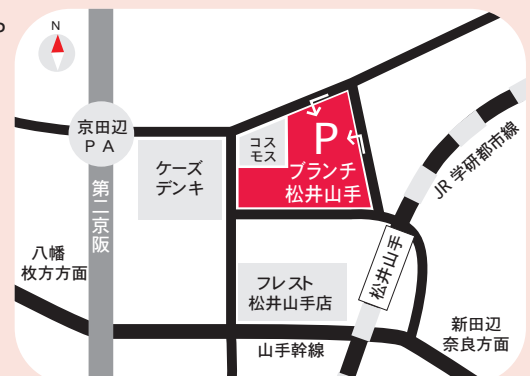 N
京田辺
PA
第二京阪
ケーズ
デンキ
コス
モス
P
ブランチ
松井山手
JR 学研都市線
八幡
枚方方面
松井山手
フレスト
松井山手店
山手幹線
新田辺
奈良方面